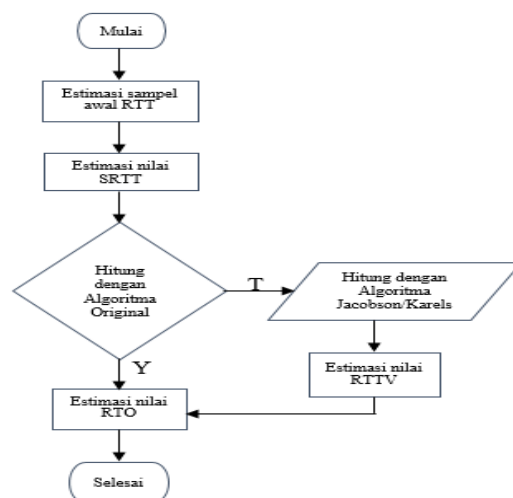 Mulai
Estimasi sampel
awal RTT
Estimasi nilai
SRTT
Hitung
dengan
Algoritma
Original
T
Hitung dengan
Algoritma
Jacobson/Karels
Y
Estimasi nilai
RTTV
Estimasi nilai
RTO
Selesai